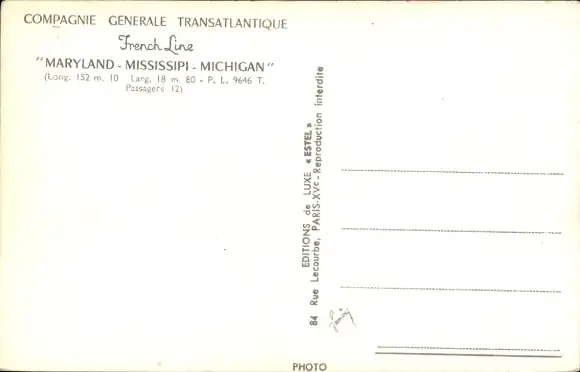 COMPAGNIE GENERALE TRANSATLANTIQUE
French Line
"MARYLAND - MISSISSIPI - MICHIGAN"
(Long. 152 m. 10 Larg. 18 m. 80 - P. L. 9646 T.
Passagers 12)
EDITIONS de LUXE « ESTEL »
84 Rue Lecourbe, PARIS-XVe - Reproduction interdite
PHOTO